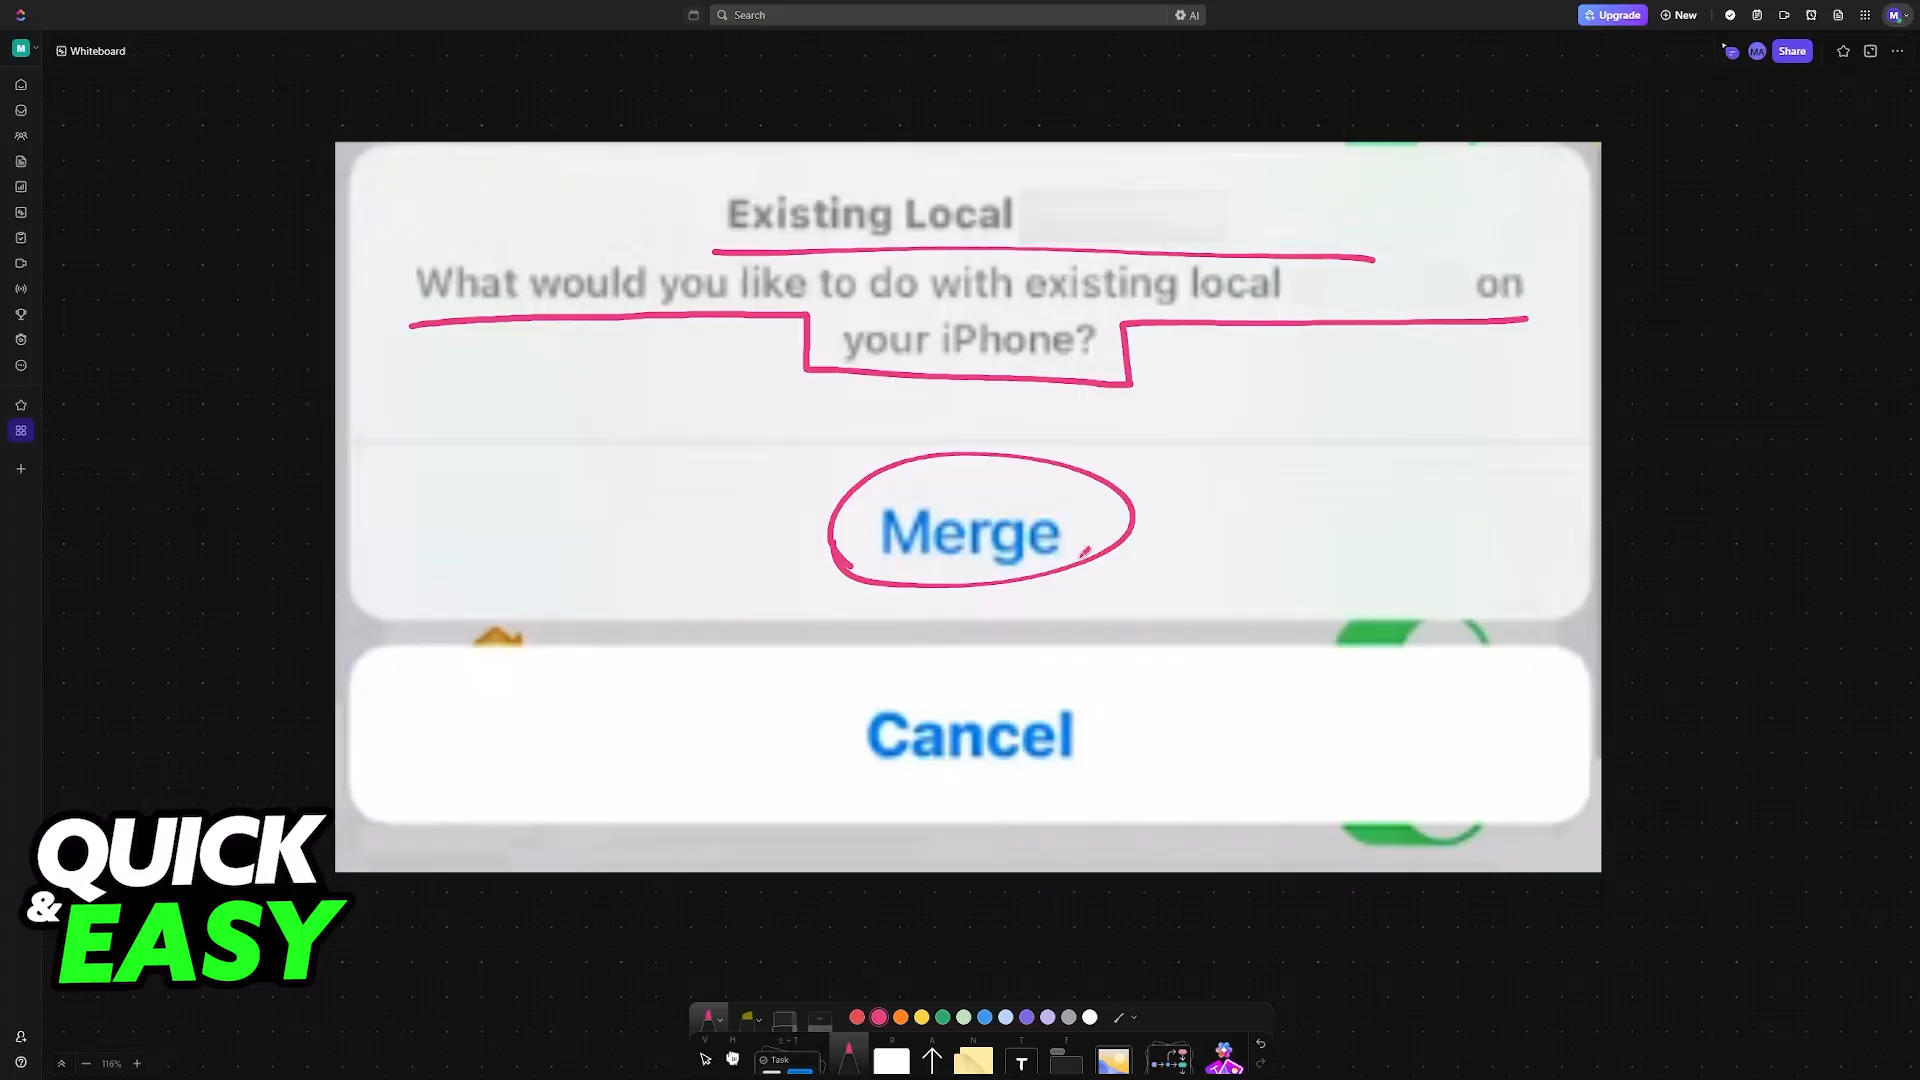 Search
AI
Upgrade
New
M
M
Whiteboard
MA
Share
Existing Local
What would you like to do with existing local on
your iPhone?
Merge
Cancel
QUICK
&EASY
V
H
R
A
N
T
F
Task
T
116%